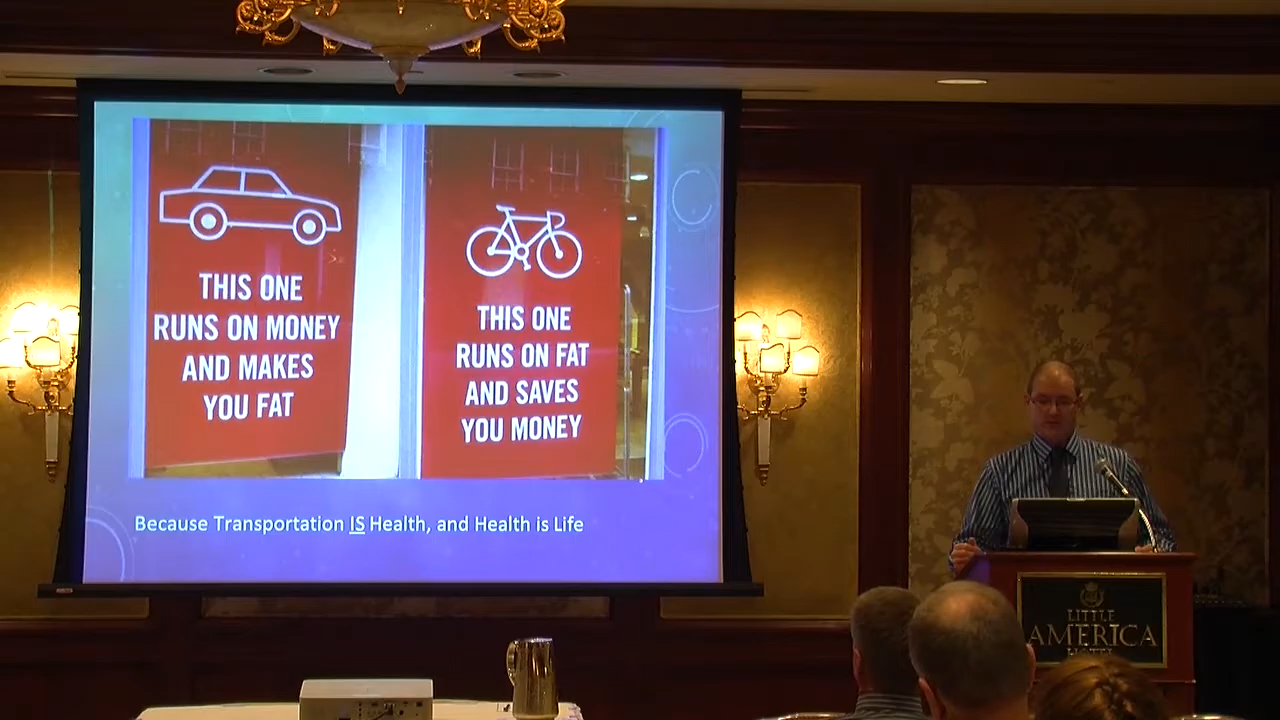 THIS ONE
RUNS ON MONEY
AND MAKES
YOU FAT
THIS ONE
RUNS ON FAT
AND SAVES
YOU MONEY
Because Transportation IS Health, and Health is Life
LITTLE
AMERICA
HOTEL